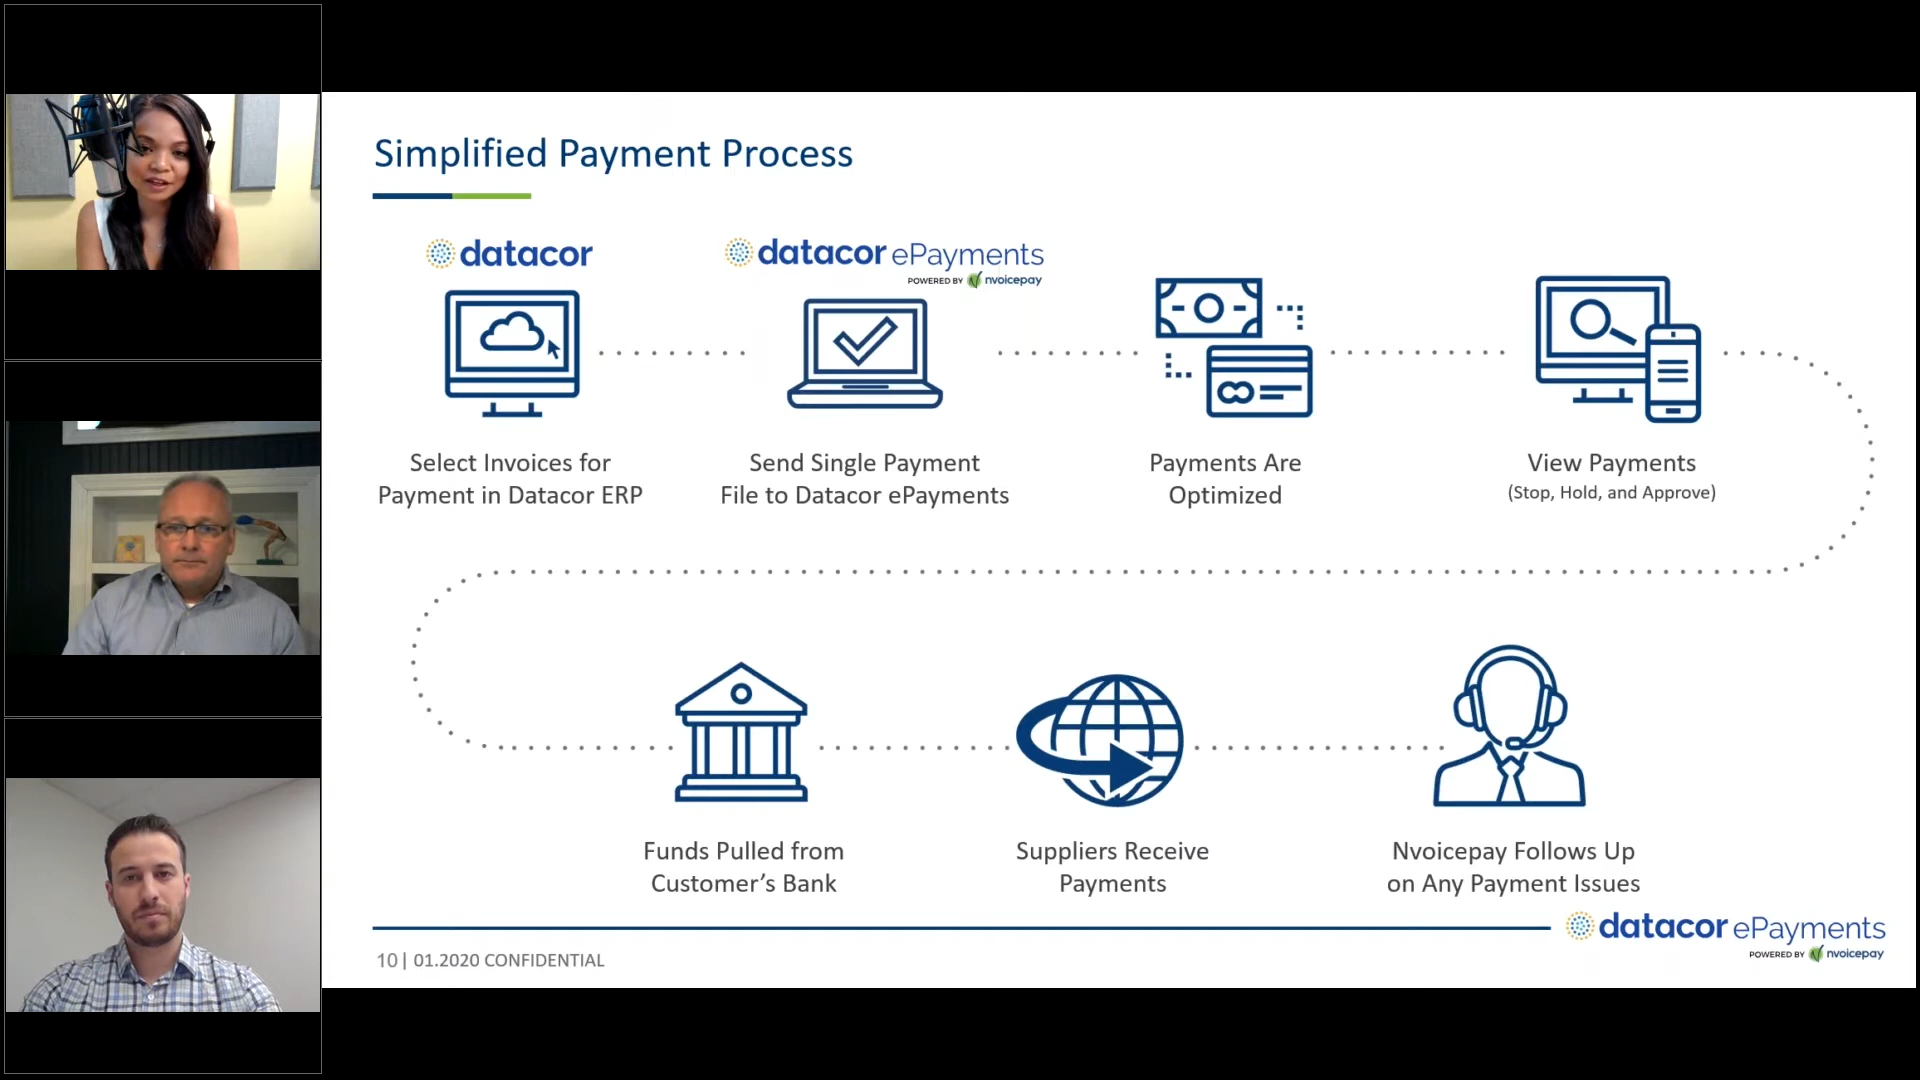 Simplified Payment Process
datacor
datacor ePayments
POWERED BY nvoicepay
Select Invoices for
Payment in Datacor ERP
Send Single Payment
File to Datacor ePayments
Payments Are
Optimized
View Payments
(Stop, Hold, and Approve)
Funds Pulled from
Customer’s Bank
Suppliers Receive
Payments
Nvoicepay Follows Up
on Any Payment Issues
datacor ePayments
POWERED BY nvoicepay
10| 01.2020 CONFIDENTIAL